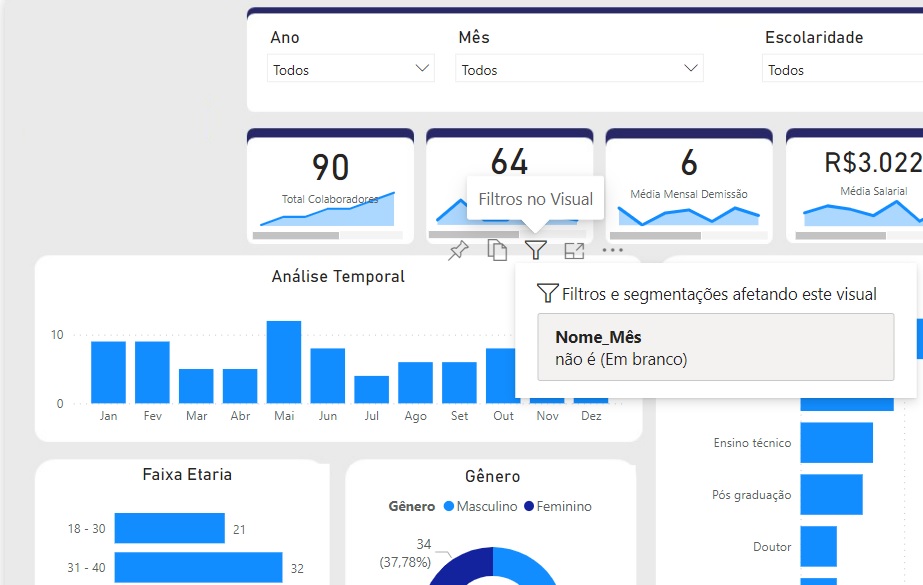 Ano
Mês
Escolaridade
Todos
Todos
Todos
90
Total Colaboradores
64
6
Média Mensal Demissão
R$3.022
Média Salarial
Filtros no Visual
Filtros e segmentações afetando este visual
Nome_Mês
não é (Em branco)
Análise Temporal
10
0
Jan Fev Mar Abr Mai Jun Jul Ago Set Out Nov Dez
Ensino técnico
Pós graduação
Doutor
Faixa Etaria
18 - 30
21
31 - 40
32
Gênero
Gênero Masculino Feminino
34
(37,78%)